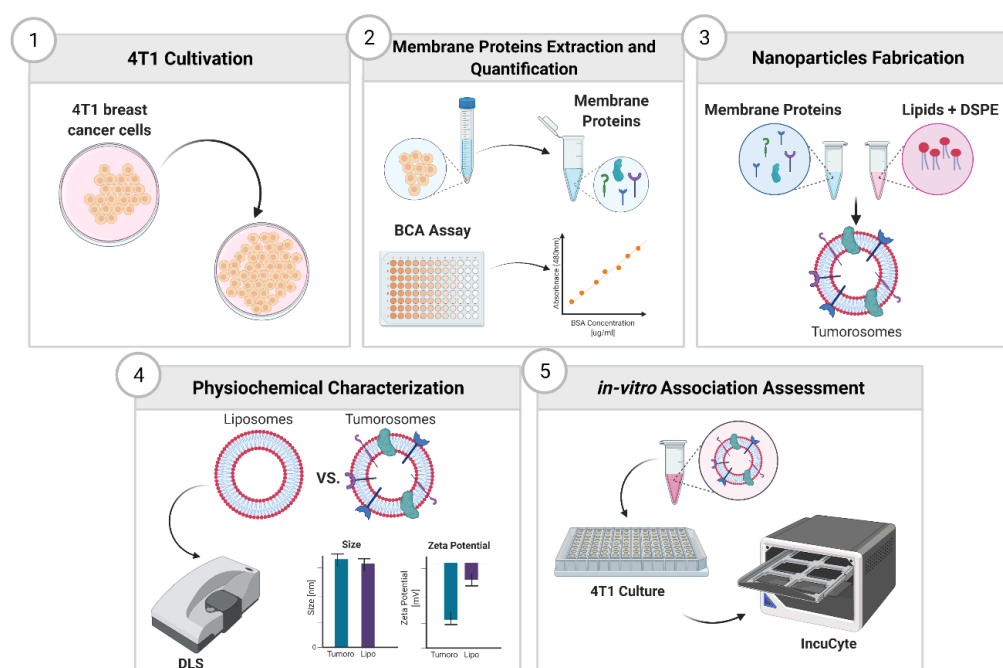 1
4T1 Cultivation
4T1 breast
cancer cells
2
Membrane Proteins Extraction and
Quantification
Membrane
Proteins
BCA Assay
Absorbnace (480nm)
BSA Concentration
[ug/ml]
3
Nanoparticles Fabrication
Membrane Proteins
Lipids + DSPE
Tumorosomes
4
Physiochemical Characterization
Liposomes
Tumorosomes
VS.
DLS
Size
Size [nm]
0
Tumoro Lipo
Zeta Potential
Zeta Potential
[mV]
Tumoro Lipo
5
in-vitro Association Assessment
4T1 Culture
IncuCyte